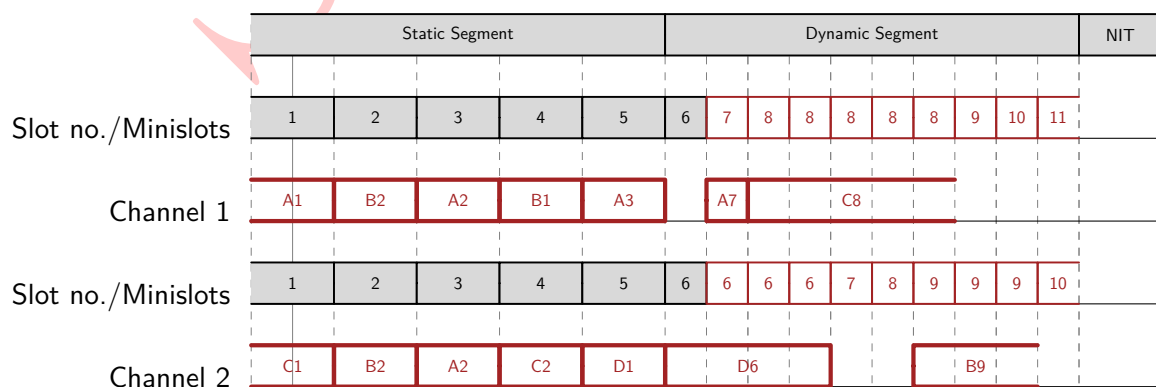 Static Segment Dynamic Segment NIT
Slot no./Minislots 1 2 3 4 5 6 7 8 8 8 8 8 9 10 11
Channel 1 A1 B2 A2 B1 A3 A7 C8
Slot no./Minislots 1 2 3 4 5 6 6 6 6 7 8 9 9 9 10
Channel 2 C1 B2 A2 C2 D1 D6 B9